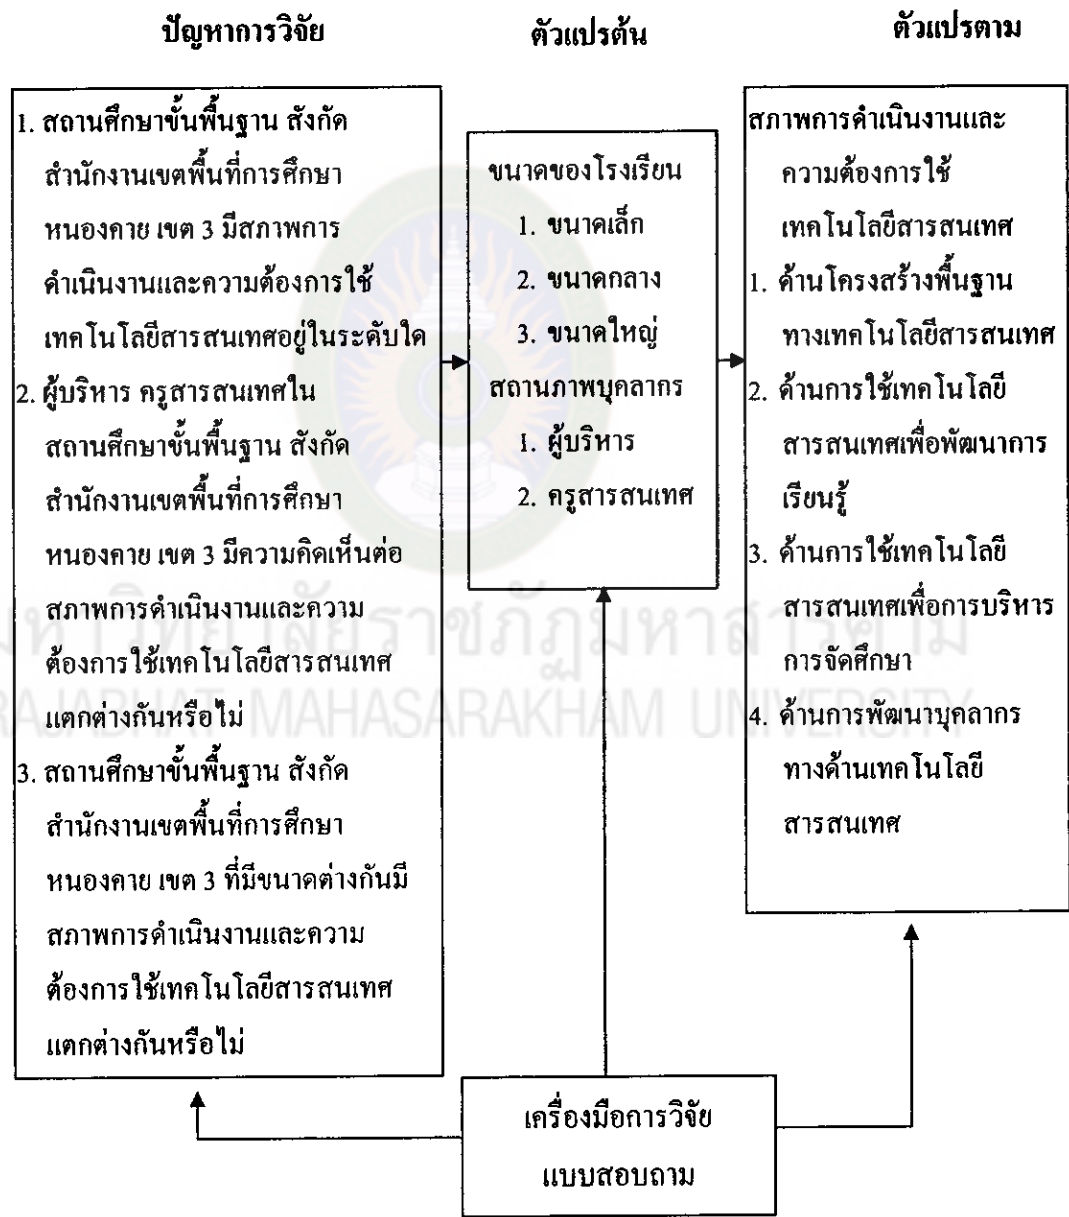 ปัญหาการวิจัย
ตัวแปรต้น
ตัวแปรตาม
1. สถานศึกษาขั้นพื้นฐาน สังกัด
สำนักงานเขตพื้นที่การศึกษา
หนองคาย เขต 3 มีสภาพการ
ดำเนินงานและความต้องการใช้
เทคโนโลยีสารสนเทศอยู่ในระดับใด
2. ผู้บริหาร ครูสารสนเทศใน
สถานศึกษาขั้นพื้นฐาน สังกัด
สำนักงานเขตพื้นที่การศึกษา
หนองคาย เขต 3 มีความคิดเห็นต่อ
สภาพการดำเนินงานและความ
ต้องการใช้เทคโนโลยีสารสนเทศ
แตกต่างกันหรือไม่
3. สถานศึกษาขั้นพื้นฐาน สังกัด
สำนักงานเขตพื้นที่การศึกษา
หนองคาย เขต 3 ที่มีขนาดต่างกันมี
สภาพการดำเนินงานและความ
ต้องการใช้เทคโนโลยีสารสนเทศ
แตกต่างกันหรือไม่
ขนาดของโรงเรียน
1. ขนาดเล็ก
2. ขนาดกลาง
3. ขนาดใหญ่
สถานภาพบุคลากร
1. ผู้บริหาร
2. ครูสารสนเทศ
สภาพการดำเนินงานและ
ความต้องการใช้
เทคโนโลยีสารสนเทศ
1. ด้านโครงสร้างพื้นฐาน
ทางเทคโนโลยีสารสนเทศ
2. ด้านการใช้เทคโนโลยี
สารสนเทศเพื่อพัฒนาการ
เรียนรู้
3. ด้านการใช้เทคโนโลยี
สารสนเทศเพื่อการบริหาร
การจัดศึกษา
4. ด้านการพัฒนาบุคลากร
ทางด้านเทคโนโลยี
สารสนเทศ
เครื่องมือการวิจัย
แบบสอบถาม
มหาวิทยาลัยราชภัฏมหาสารคาม
RAJABHAT MAHASARAKHAM UNIVERSITY